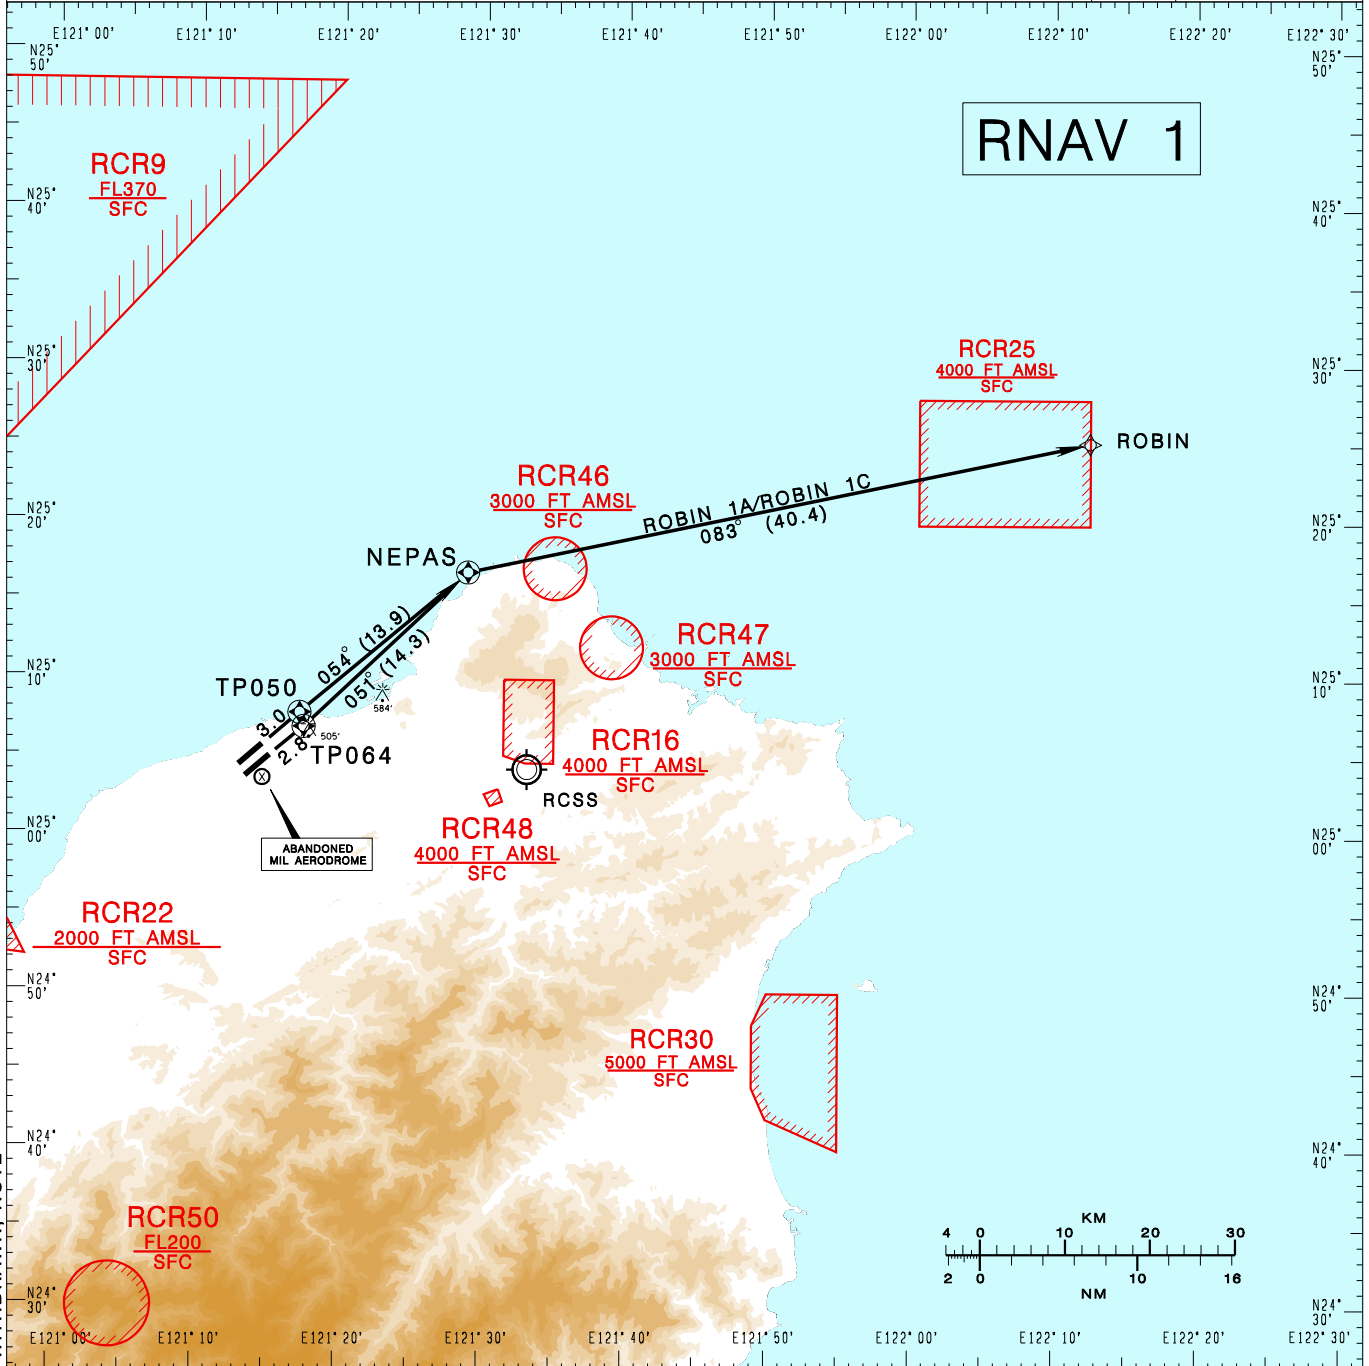 E121° 00' E121° 10' E121° 20' E121° 30' E121° 40' E121° 50' E122° 00' E122° 10' E122° 20' E122° 30'
N25°
50'
N25°
50'
RNAV 1
RCR9
FL370
SFC
N25°
40'
N25°
40'
N25°
30'
N25°
30'
RCR25
4000 FT AMSL
SFC
ROBIN
RCR46
3000 FT AMSL
SFC
ROBIN 1A/ROBIN 1C
083° (40.4)
N25°
20'
N25°
20'
NEPAS
054° (13.9)
051° (14.3)
RCR47
3000 FT AMSL
SFC
N25°
10'
N25°
10'
TP050
584'
3.0
505'
2.8
TP064
RCR16
4000 FT AMSL
SFC
RCSS
X
N25°
00'
N25°
00'
RCR48
4000 FT AMSL
SFC
ABANDONED
MIL AERODROME
RCR22
2000 FT AMSL
SFC
N24°
50'
N24°
50'
RCR30
5000 FT AMSL
SFC
N24°
40'
N24°
40'
RCR50
FL200
SFC
KM
4 0 10 20 30
2 0 10 16
NM
N24°
30'
N24°
30'
E121° 00' E121° 10' E121° 20' E121° 30' E121° 40' E121° 50' E122° 00' E122° 10' E122° 20' E122° 30'